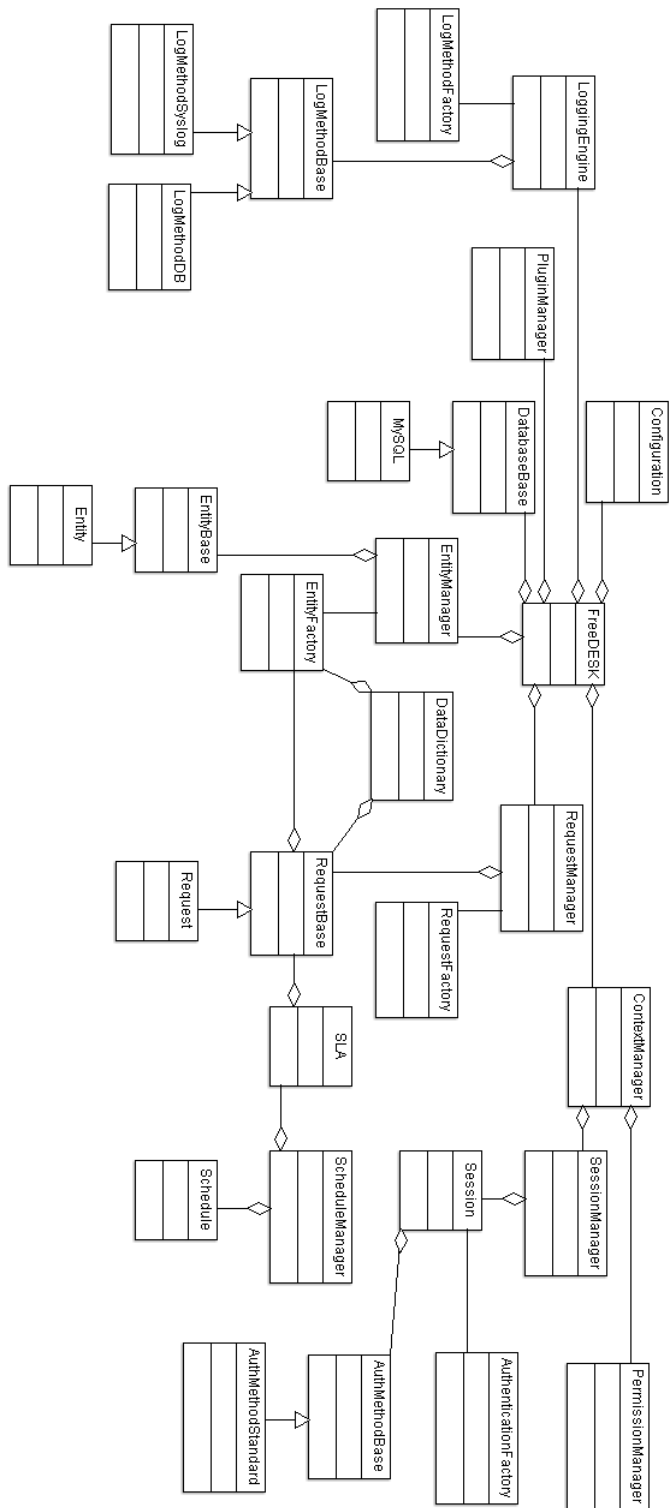 Configuration
LoggingEngine
PluginManager
FreeDESK
ContextManager
PermissionManager
LogMethodFactory
DatabaseBase
RequestManager
SessionManager
LogMethodBase
MySQL
EntityManager
DataDictionary
RequestFactory
Session
AuthenticationFactory
LogMethodSyslog
LogMethodDB
EntityBase
EntityFactory
RequestBase
SLA
ScheduleManager
AuthMethodBase
Entity
Request
Schedule
AuthMethodStandard